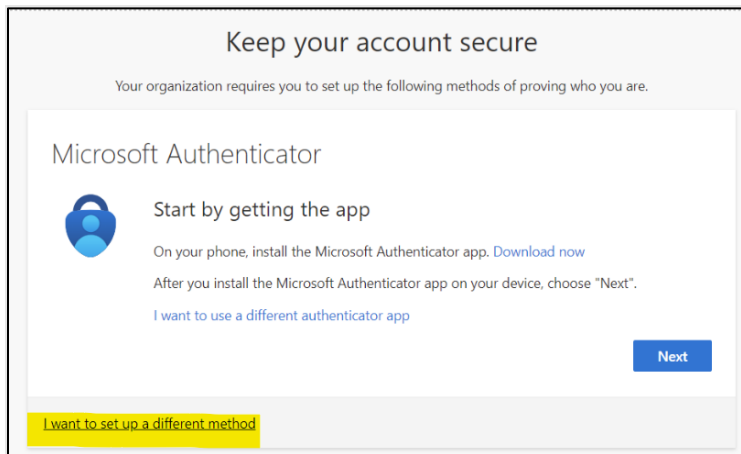 Keep your account secure
Your organization requires you to set up the following methods of proving who you are.
Microsoft Authenticator
Start by getting the app
On your phone, install the Microsoft Authenticator app. Download now
After you install the Microsoft Authenticator app on your device, choose "Next".
I want to use a different authenticator app
Next
I want to set up a different method